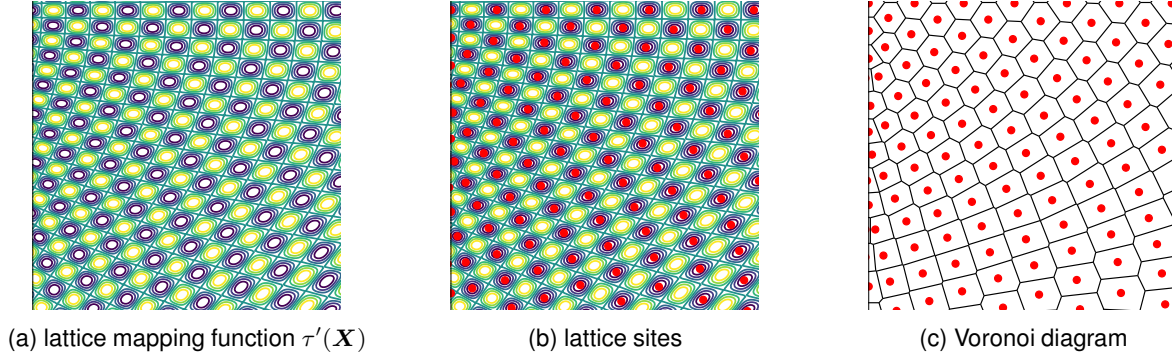 (a) lattice mapping function τ′(X)
(b) lattice sites
(c) Voronoi diagram